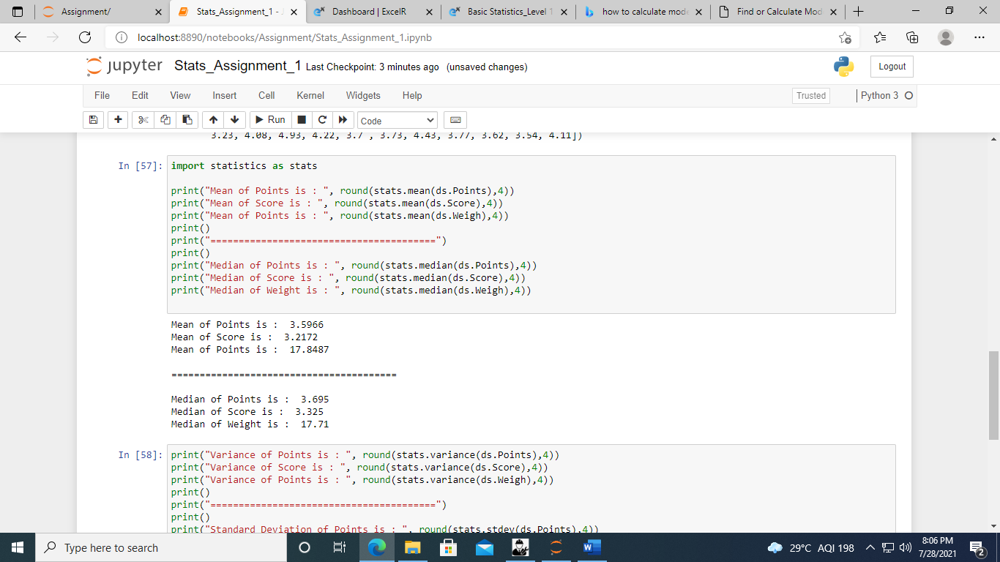 Assignment/
Stats_Assignment_1 - J
Dashboard | ExcelR
Basic Statistics_Level 1
how to calculate mode
Find or Calculate Mod
localhost:8890/notebooks/Assignment/Stats_Assignment_1.ipynb
jupyter Stats_Assignment_1 Last Checkpoint: 3 minutes ago (unsaved changes)
Logout
File Edit View Insert Cell Kernel Widgets Help
Trusted
Python 3
Run
Code
3.23, 4.08, 4.93, 4.22, 3.7 , 3.73, 4.43, 3.77, 3.62, 3.54, 4.11])
In [57]: import statistics as stats
print("Mean of Points is : ", round(stats.mean(ds.Points),4))
print("Mean of Score is : ", round(stats.mean(ds.Score),4))
print("Mean of Points is : ", round(stats.mean(ds.Weigh),4))
print()
print("========================================")
print()
print("Median of Points is : ", round(stats.median(ds.Points),4))
print("Median of Score is : ", round(stats.median(ds.Score),4))
print("Median of Weight is : ", round(stats.median(ds.Weigh),4))
Mean of Points is :  3.5966
Mean of Score is :  3.2172
Mean of Points is :  17.8487
========================================
Median of Points is :  3.695
Median of Score is :  3.325
Median of Weight is :  17.71
In [58]: print("Variance of Points is : ", round(stats.variance(ds.Points),4))
print("Variance of Score is : ", round(stats.variance(ds.Score),4))
print("Variance of Points is : ", round(stats.variance(ds.Weigh),4))
print()
print("========================================")
print()
print("Standard Deviation of Points is : ", round(stats.stdev(ds.Points),4))
Type here to search
29°C AQI 198
8:06 PM
7/28/2021
2